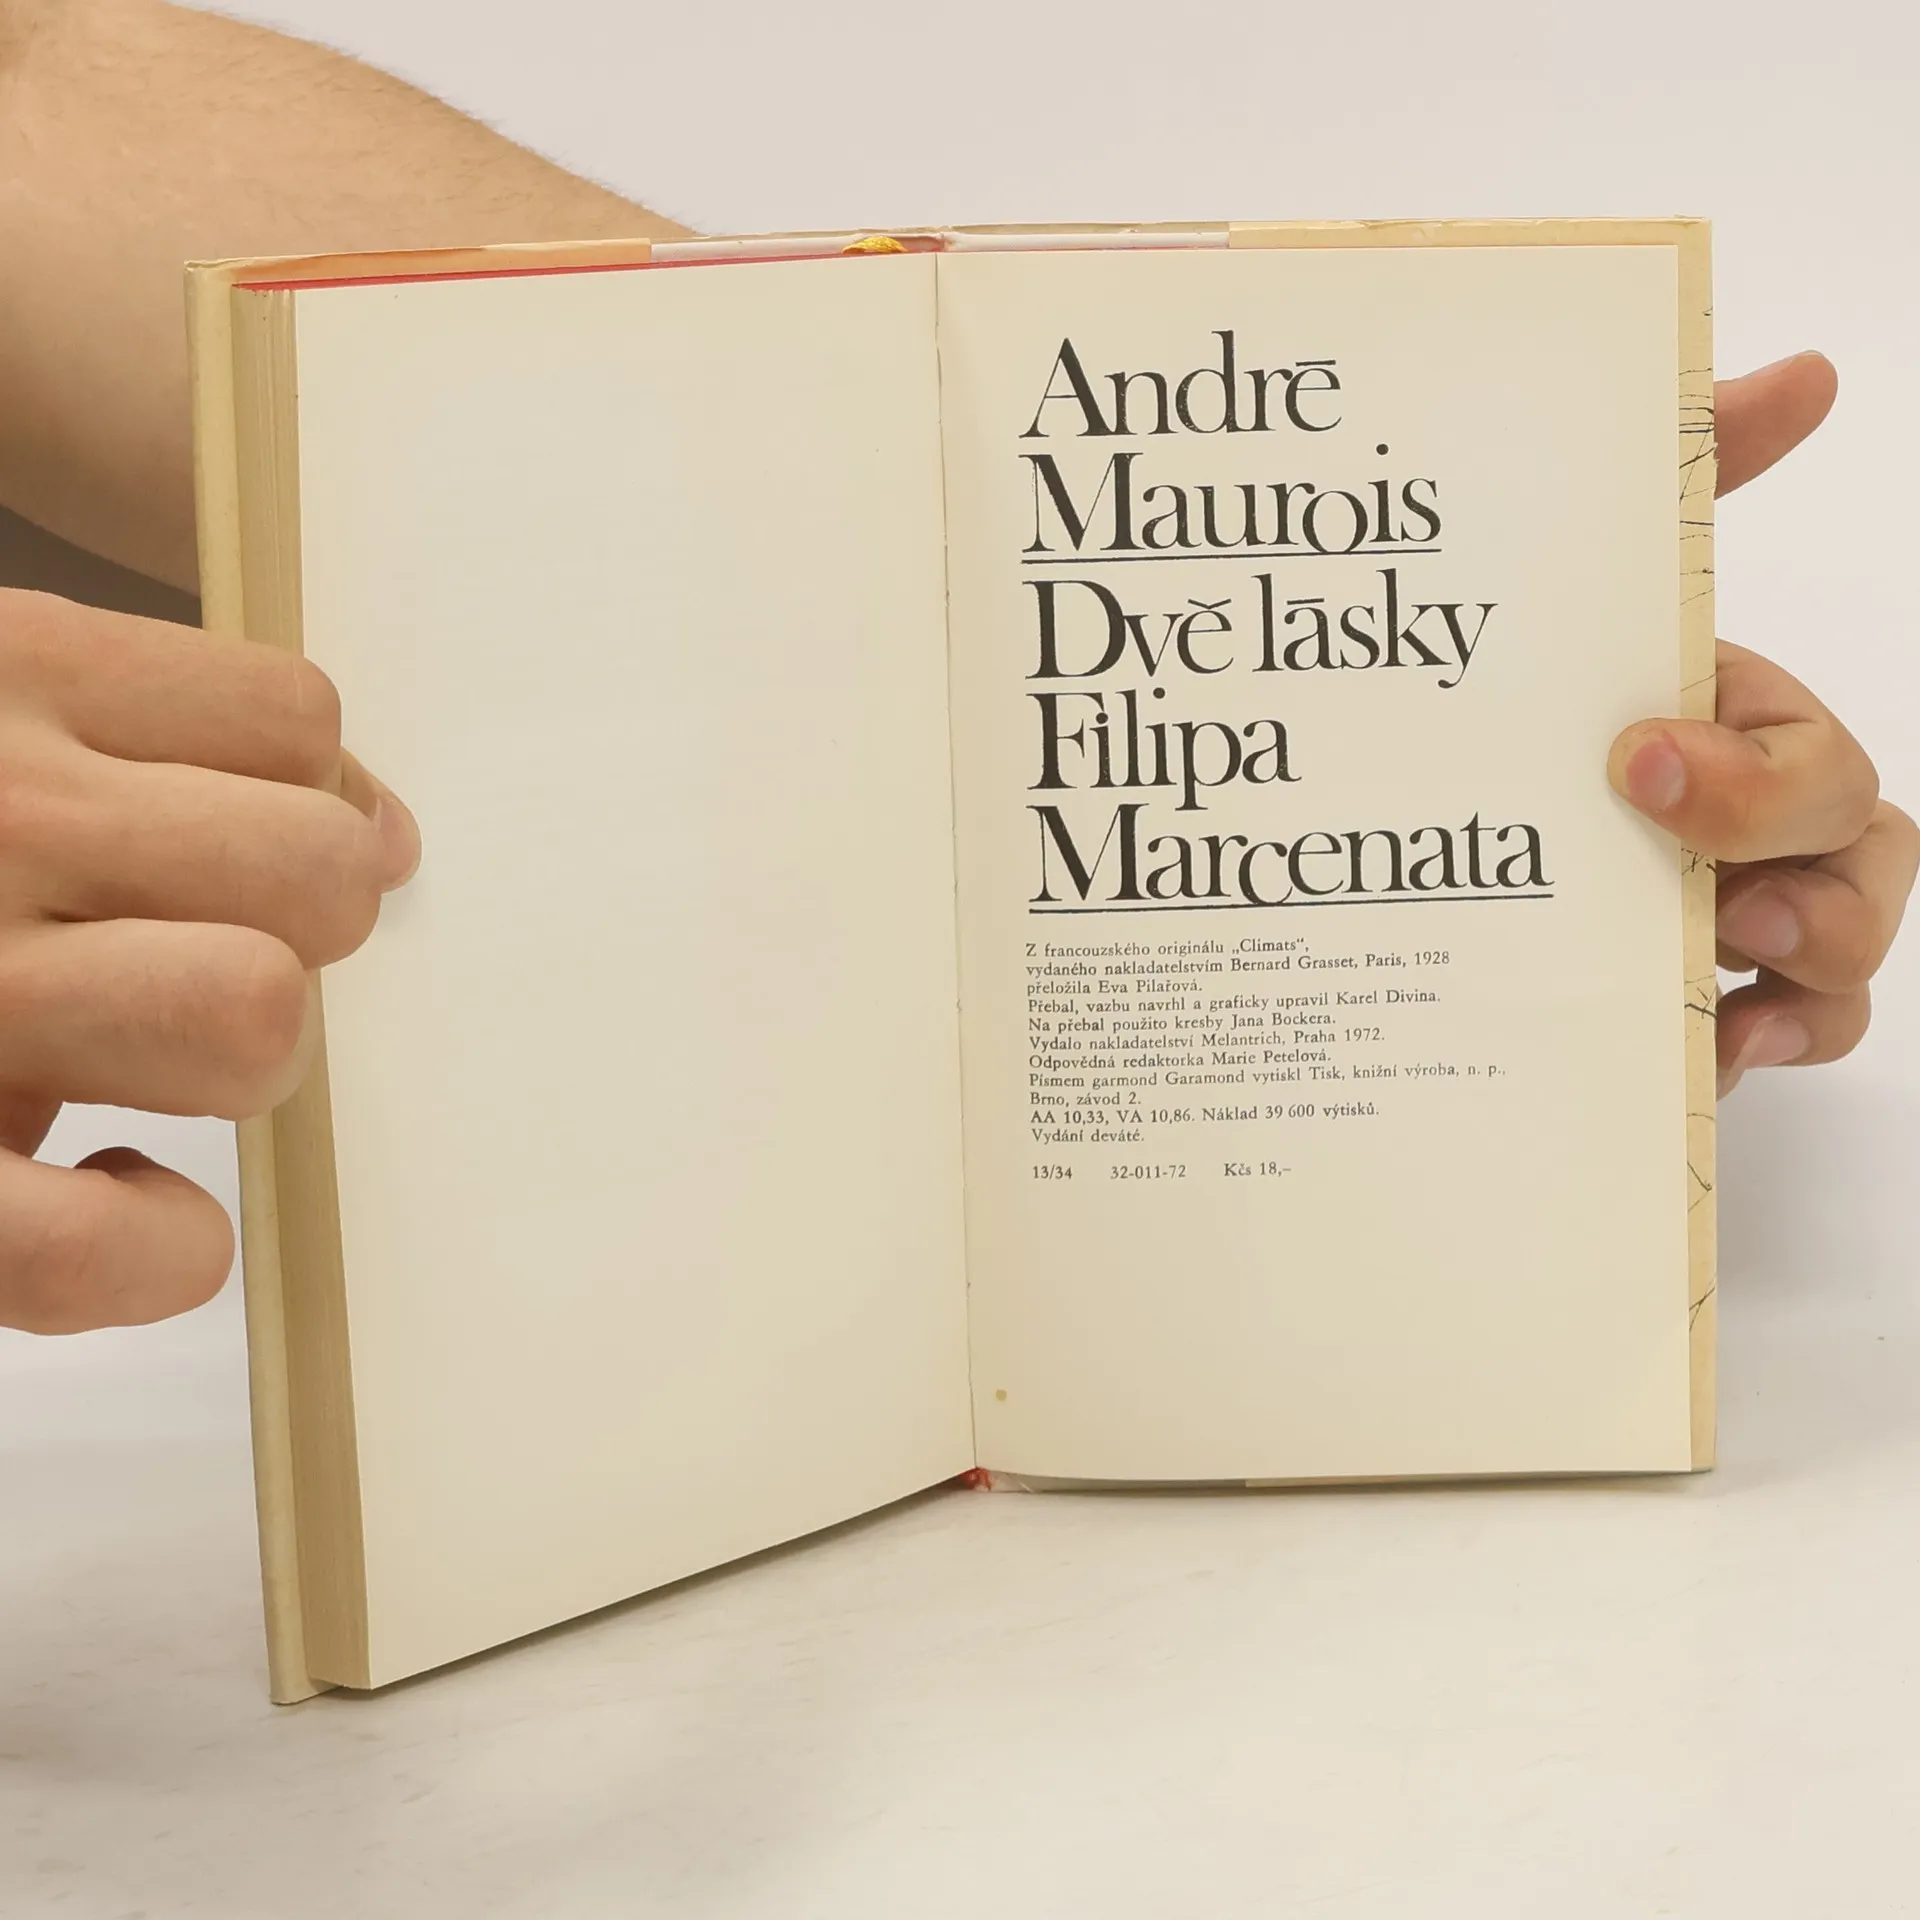 André
Maurois
Dvě lásky
Filipa
Marcenata
Z francouzského originálu „Climats“,
vydaného nakladatelstvím Bernard Grasset, Paris, 1928
přeložila Eva Pilařová.
Přebal, vazbu navrhl a graficky upravil Karel Divina.
Na přebal použito kresby Jana Bockera.
Vydalo nakladatelství Melantrich, Praha 1972.
Odpovědná redaktorka Marie Petelová.
Písmem garmond Garamond vytiskl Tisk, knižní výroba, n. p.,
Brno, závod 2.
AA 10,33, VA 10,86. Náklad 39 600 výtisků.
Vydání deváté.
13/34 32-011-72 Kčs 18,–